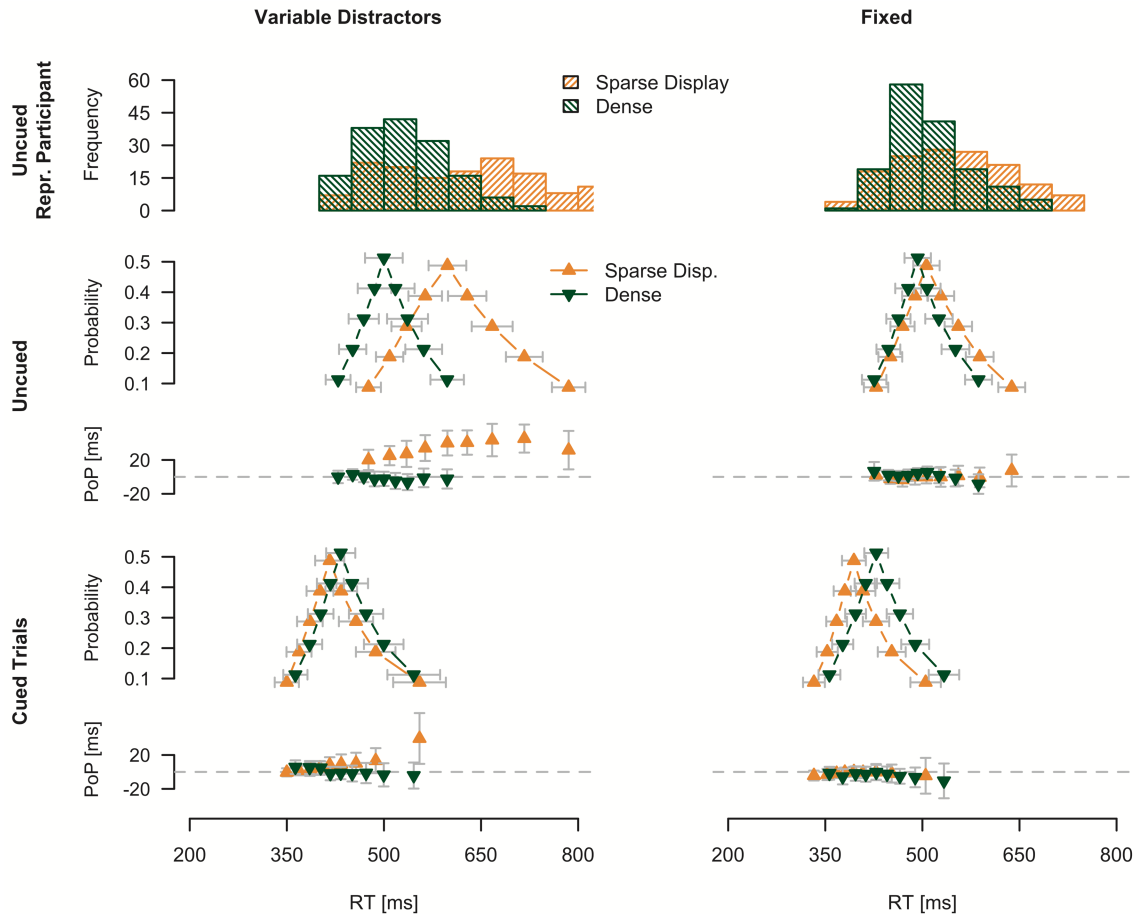 Variable Distractors
Fixed
Uncued
Repr. Participant
Frequency
60
45
30
15
0
Sparse Display
Dense
Uncued
Probability
0.5
0.4
0.3
0.2
0.1
Sparse Disp.
Dense
PoP [ms]
20
-20
Cued Trials
Probability
0.5
0.4
0.3
0.2
0.1
PoP [ms]
20
-20
200 350 500 650 800
200 350 500 650 800
RT [ms]
RT [ms]